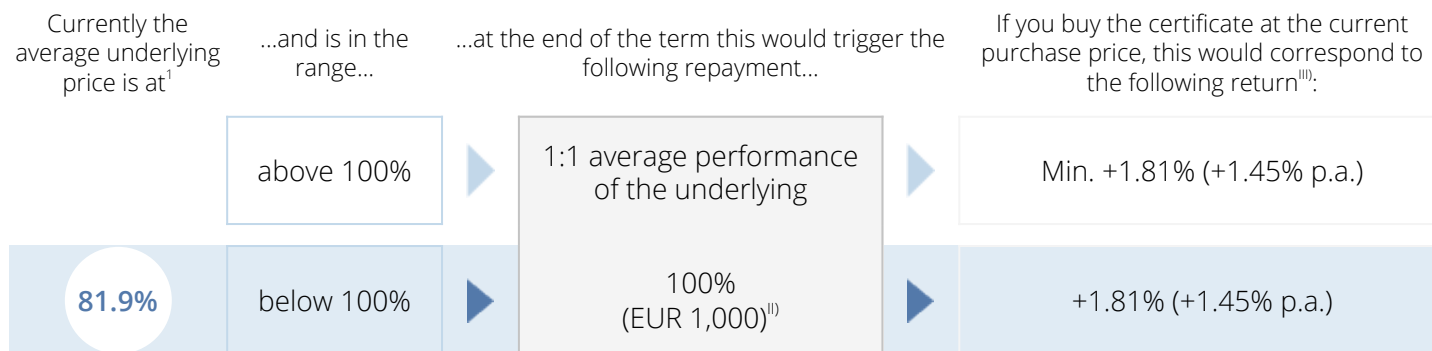 Currently the
average underlying
price is at¹
...and is in the
range...
...at the end of the term this would trigger the
following repayment...
If you buy the certificate at the current
purchase price, this would correspond to
the following return^III):
above 100%
1:1 average performance
of the underlying
Min. +1.81% (+1.45% p.a.)
81.9%
below 100%
100%
(EUR 1,000)^II)
+1.81% (+1.45% p.a.)